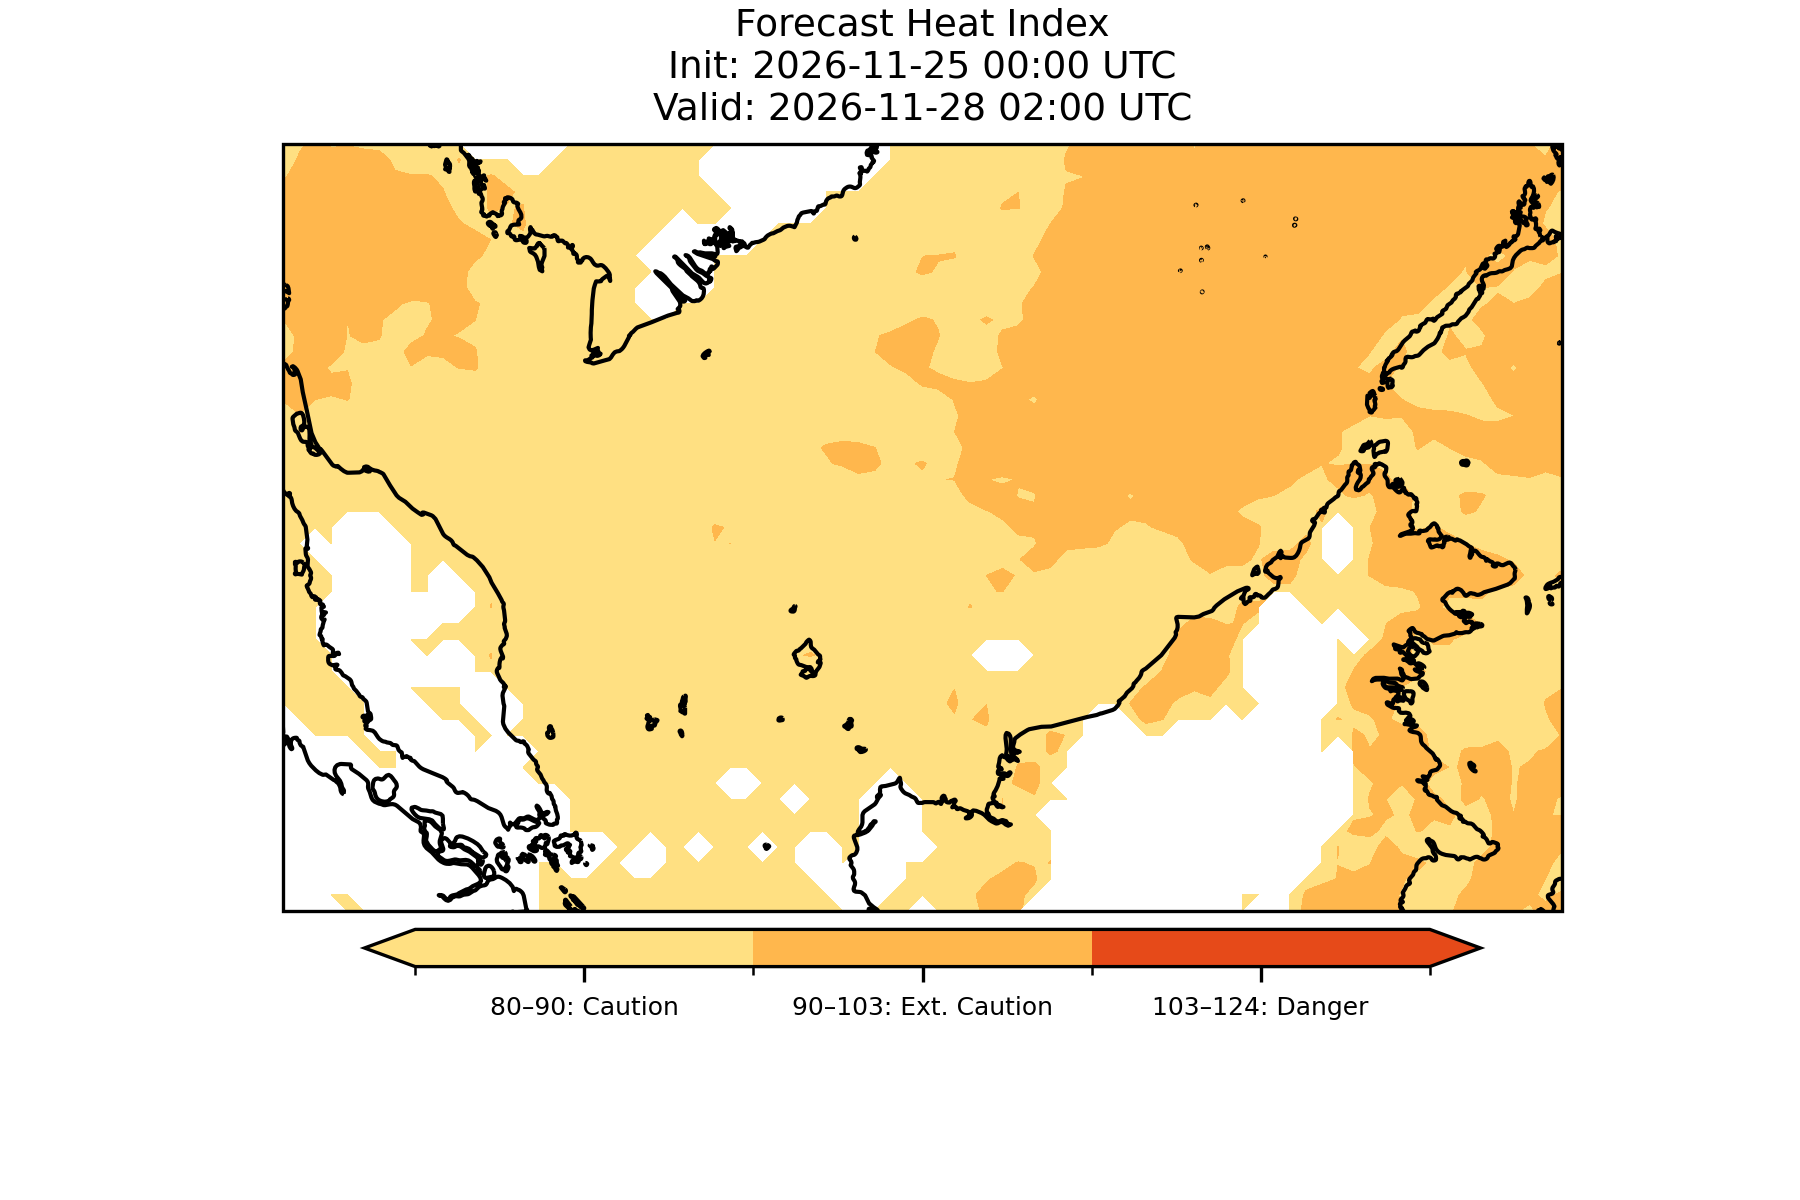 Forecast Heat Index
Init: 2026-11-25 00:00 UTC
Valid: 2026-11-28 02:00 UTC
80–90: Caution
90–103: Ext. Caution
103–124: Danger